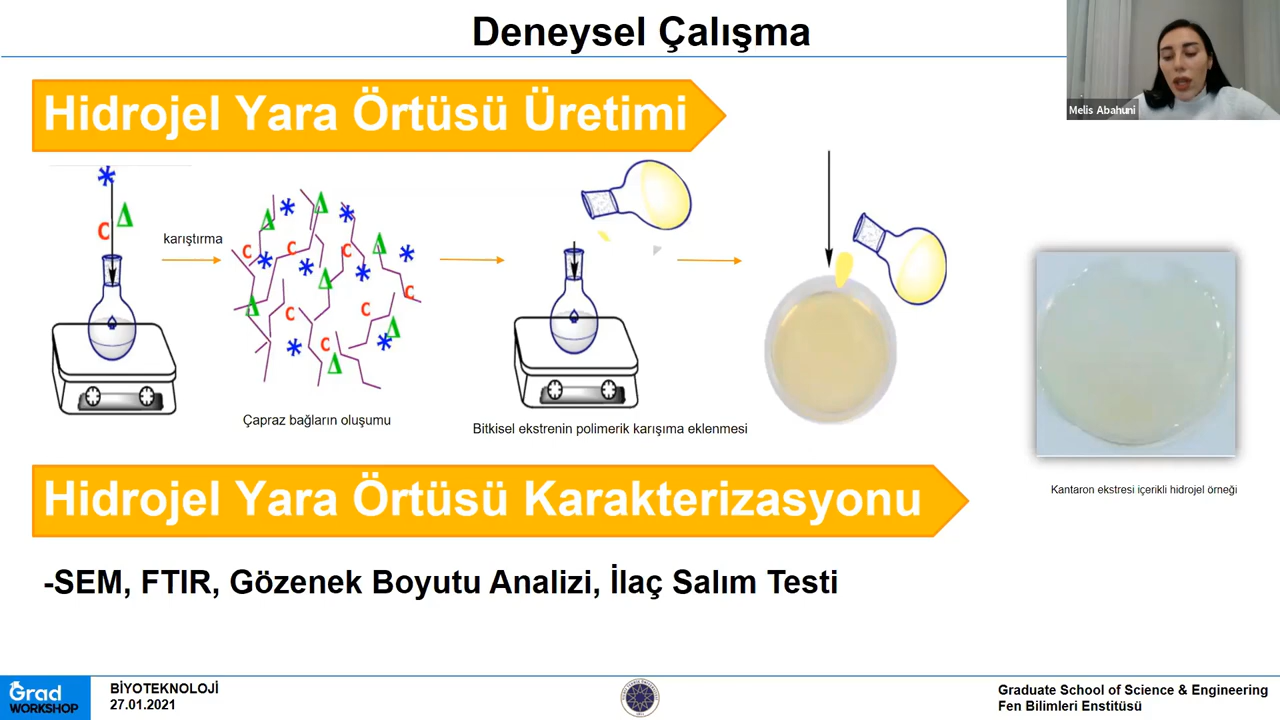 Deneysel Çalışma
Melis Abahuni
Hidrojel Yara Örtüsü Üretimi
karıştırma
Çapraz bağların oluşumu
Bitkisel ekstrenin polimerik karışıma eklenmesi
Kantaron ekstresi içerikli hidrojel örneği
Hidrojel Yara Örtüsü Karakterizasyonu
-SEM, FTIR, Gözenek Boyutu Analizi, İlaç Salım Testi
Grad
WORKSHOP
BİYOTEKNOLOJİ
27.01.2021
Graduate School of Science & Engineering
Fen Bilimleri Enstitüsü